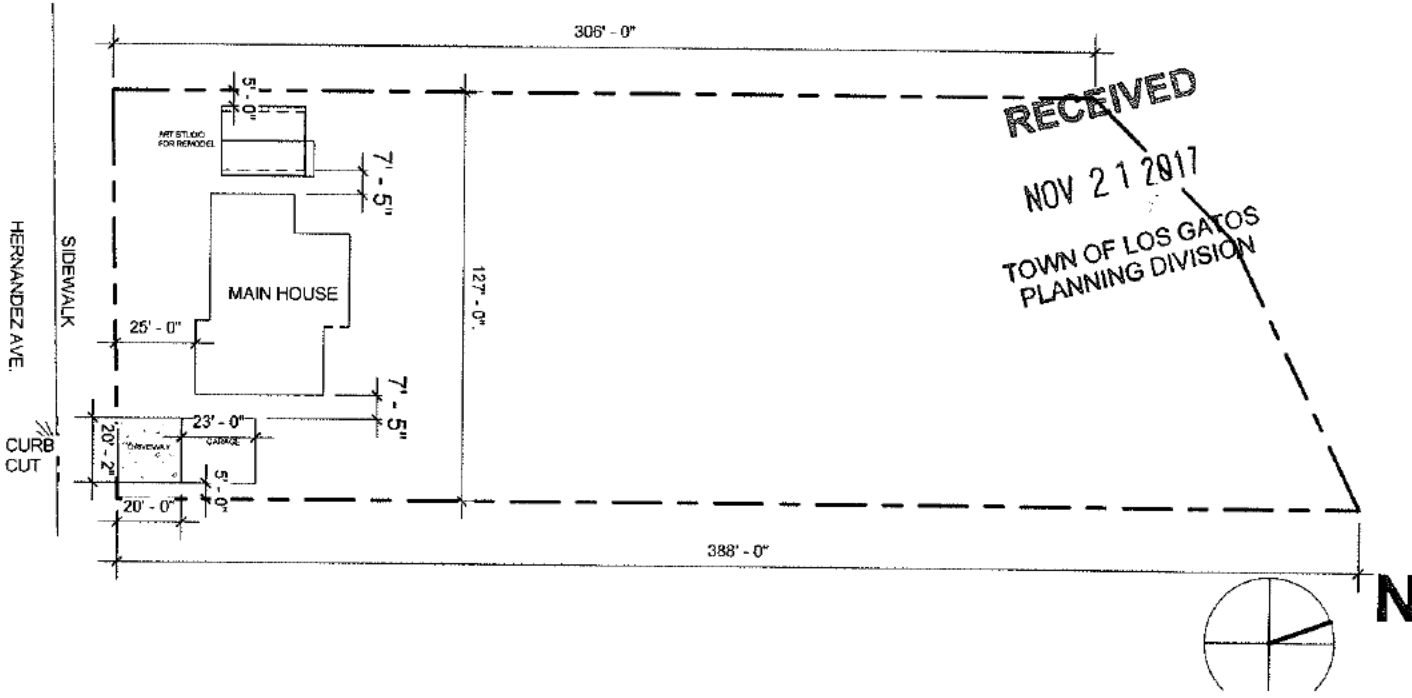 306' - 0"
RECEIVED
NOV 21 2017
TOWN OF LOS GATOS
PLANNING DIVISION
5' - 0"
ART STUDIO
FOR REMODEL
7' - 5"
HERNANDEZ AVE.
SIDEWALK
MAIN HOUSE
127' - 0".
25' - 0"
7' - 5"
23' - 0"
CURB
CUT
20' - 2"
DRIVEWAY
GARAGE
5' - 0"
20' - 0"
388' - 0"
N